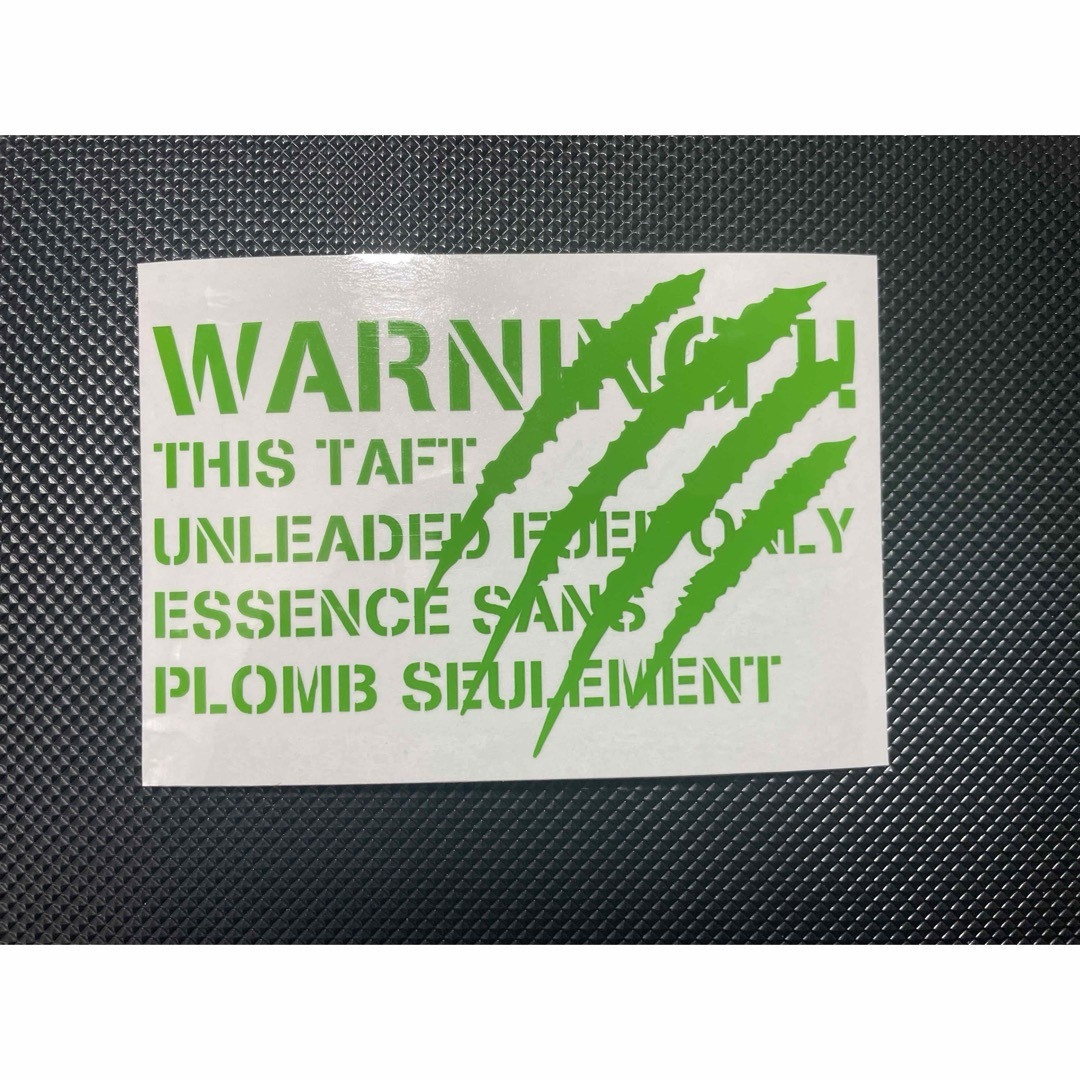 WARNING !!
THIS TAFT
UNLEADED FUEL ONLY
ESSENCE SANS
PLOMB SEULEMENT